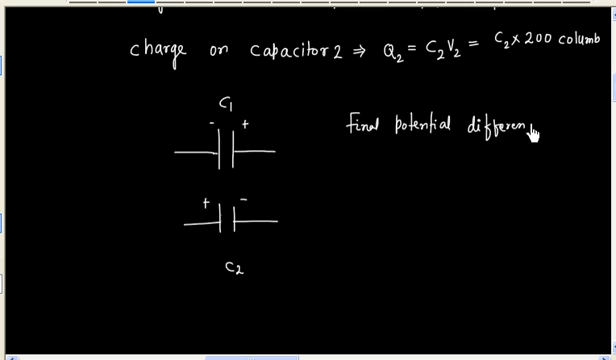 charge on capacitor 2 ⇒ Q₂ = C₂V₂ = C₂ × 200 columb
C₁
- +
Final potential differen
+ -
C₂